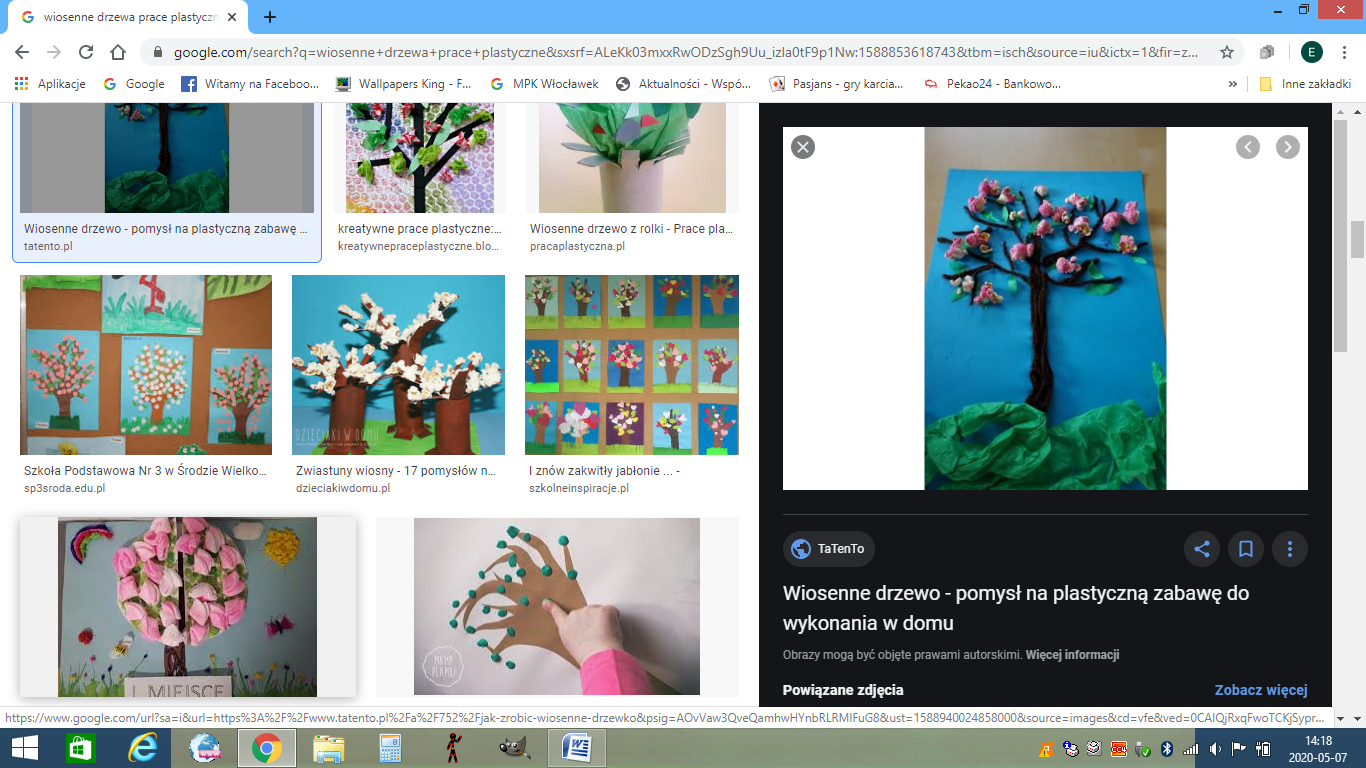 wiosenne drzewa prace plastyczn
google.com/search?q=wiosenne+drzewa+prace+plastyczne&sxsrf=ALeKk03mxxRwODzSgh9Uu_izla0tF9p1Nw:1588853618743&tbm=isch&source=iu&ictx=1&fir=z...
E
Aplikacje Google Witamy na Faceboo... Wallpapers King - F... MPK Włocławek Aktualności - Wspó... Pasjans - gry karcia... Pekao24 - Bankowo... » Inne zakładki
Wiosenne drzewo - pomysł na plastyczną zabawę ...
tatento.pl
kreatywne prace plastyczne:...
kreatywnepraceplastyczne.blo...
Wiosenne drzewo z rolki - Prace pla...
pracaplastyczna.pl
DZIECIAKI W DOMU
Szkoła Podstawowa Nr 3 w Środzie Wielko...
sp3sroda.edu.pl
Zwiastuny wiosny - 17 pomysłów n...
dzieciakiwdomu.pl
I znów zakwitły jabłonie ... -
szkolneinspiracje.pl
I MIEJSCE
MAMA PLAMKI
TaTenTo
Wiosenne drzewo - pomysł na plastyczną zabawę do
wykonania w domu
Obrazy mogą być objęte prawami autorskimi. Więcej informacji
Powiązane zdjęcia Zobacz więcej
https://www.google.com/url?sa=i&url=https%3A%2F%2Fwww.tatento.pl%2Fa%2F752%2Fjak-zrobic-wiosenne-drzewko&psig=AOvVaw3QveQamhwHYnbRLRMIFuG8&ust=1588940024858000&source=images&cd=vfe&ved=0CAIQjRxqFwoTCKjSypr...
14:18
2020-05-07